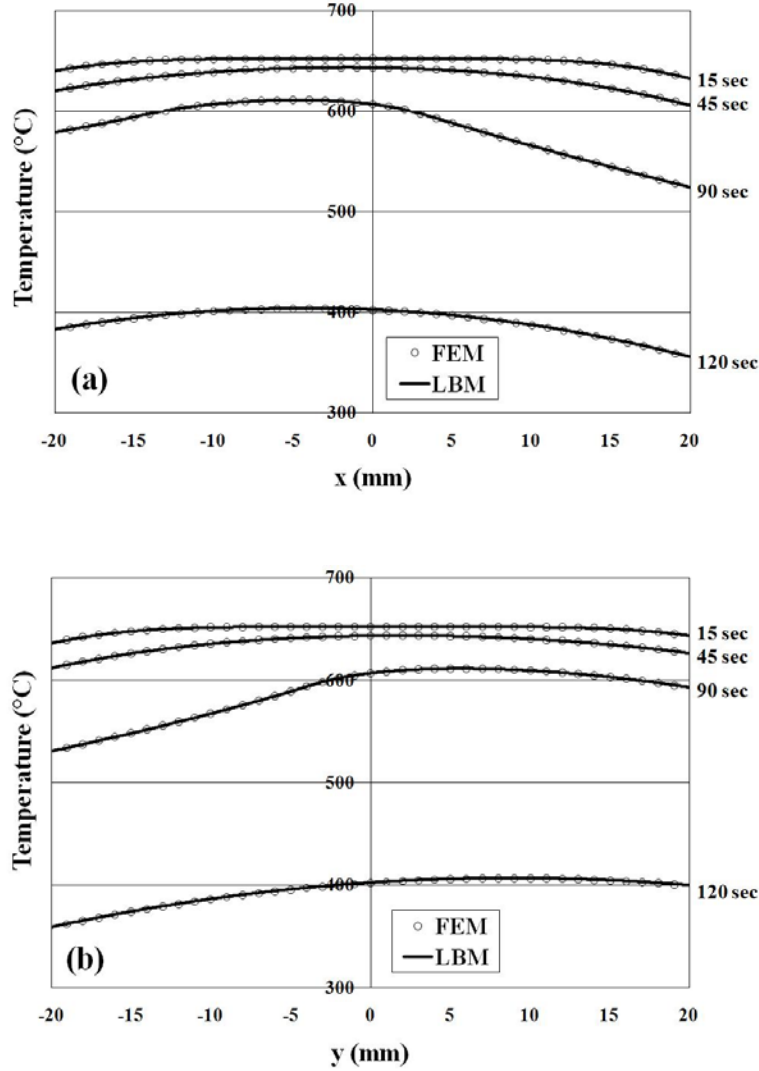 700
15 sec
45 sec
600
90 sec
500
400
120 sec
300
Temperature (°C)
(a)
FEM
LBM
-20 -15 -10 -5 0 5 10 15 20
x (mm)
700
15 sec
45 sec
600
90 sec
500
400
120 sec
300
Temperature (°C)
(b)
FEM
LBM
-20 -15 -10 -5 0 5 10 15 20
y (mm)